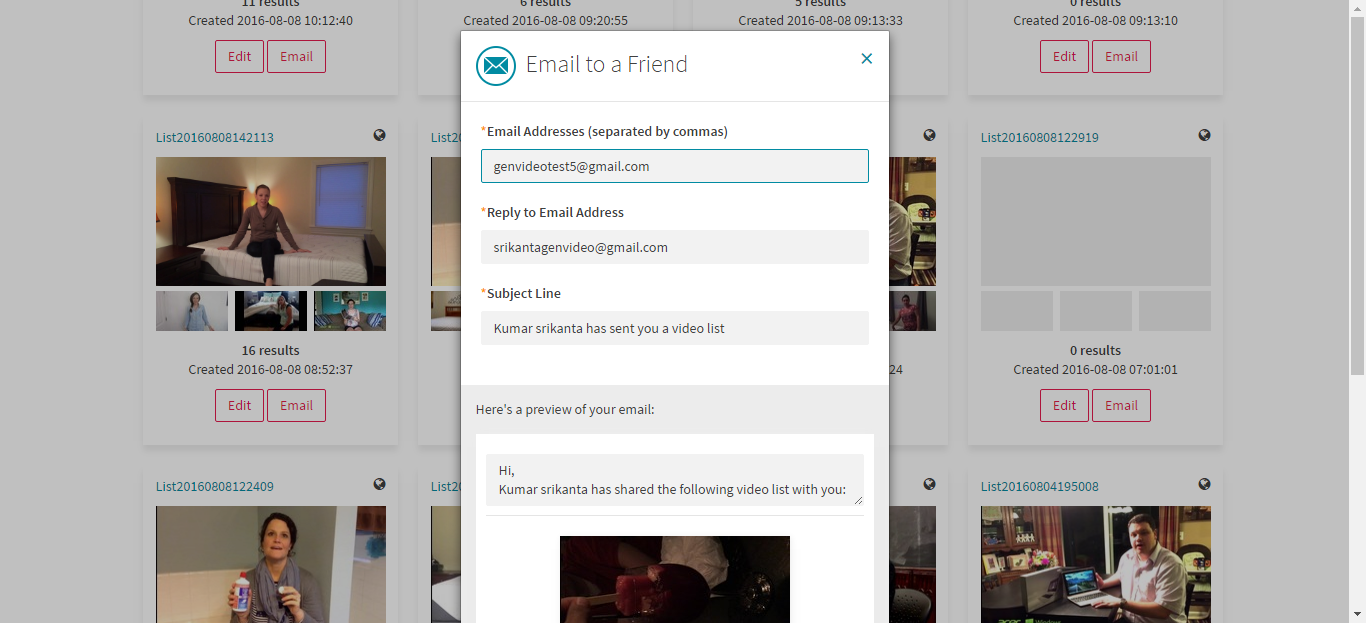 11 results
6 results
5 results
0 results
Created 2016-08-08 10:12:40
Created 2016-08-08 09:20:55
Created 2016-08-08 09:13:33
Created 2016-08-08 09:13:10
Edit Email
Edit Email
Email to a Friend
*Email Addresses (separated by commas)
genvideotest5@gmail.com
*Reply to Email Address
srikantagenvideo@gmail.com
*Subject Line
Kumar srikanta has sent you a video list
Here's a preview of your email:
Hi,
Kumar srikanta has shared the following video list with you:
List20160808142113
List2
List20160808122919
16 results
0 results
Created 2016-08-08 08:52:37
24
Created 2016-08-08 07:01:01
Edit Email
Edit Email
List20160808122409
List2
List20160804195008
acer Windows